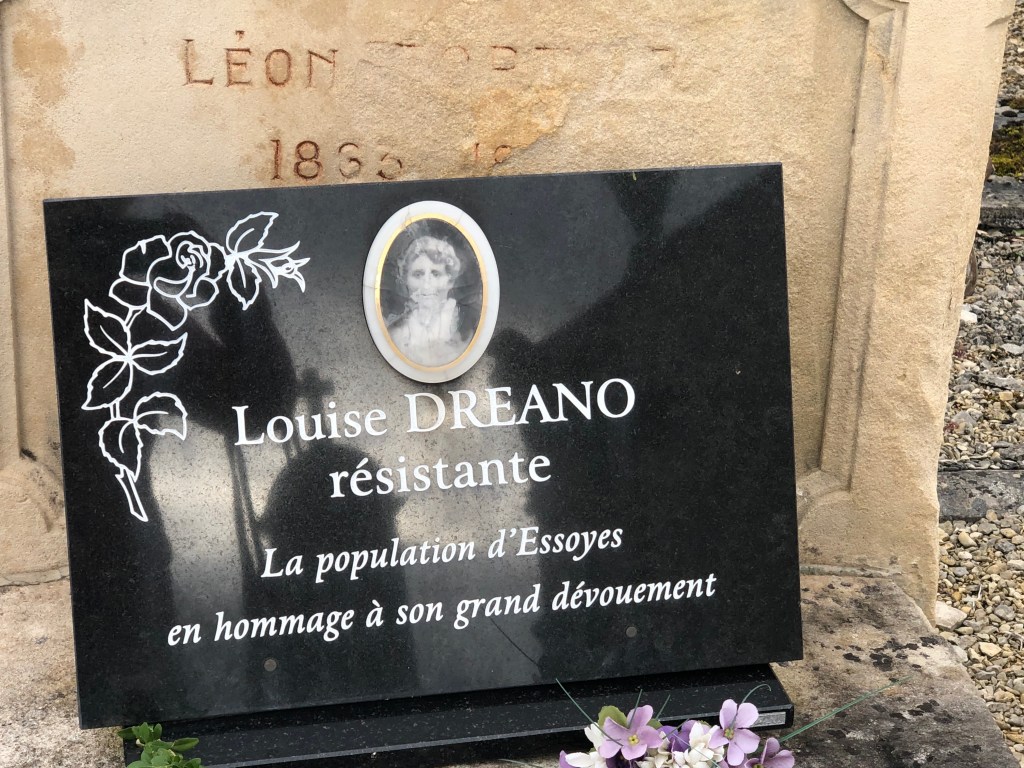 LÉON
Louise DREANO
résistante
La population d'Essoyes
en hommage à son grand dévouement